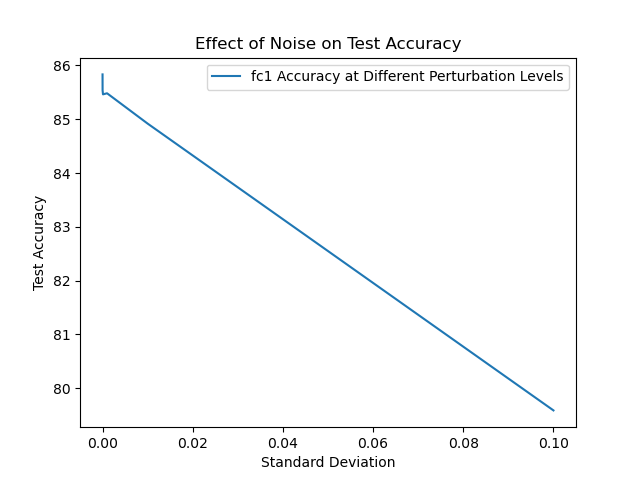 Effect of Noise on Test Accuracy
fc1 Accuracy at Different Perturbation Levels
86
85
84
83
82
81
80
Test Accuracy
0.00 0.02 0.04 0.06 0.08 0.10
Standard Deviation